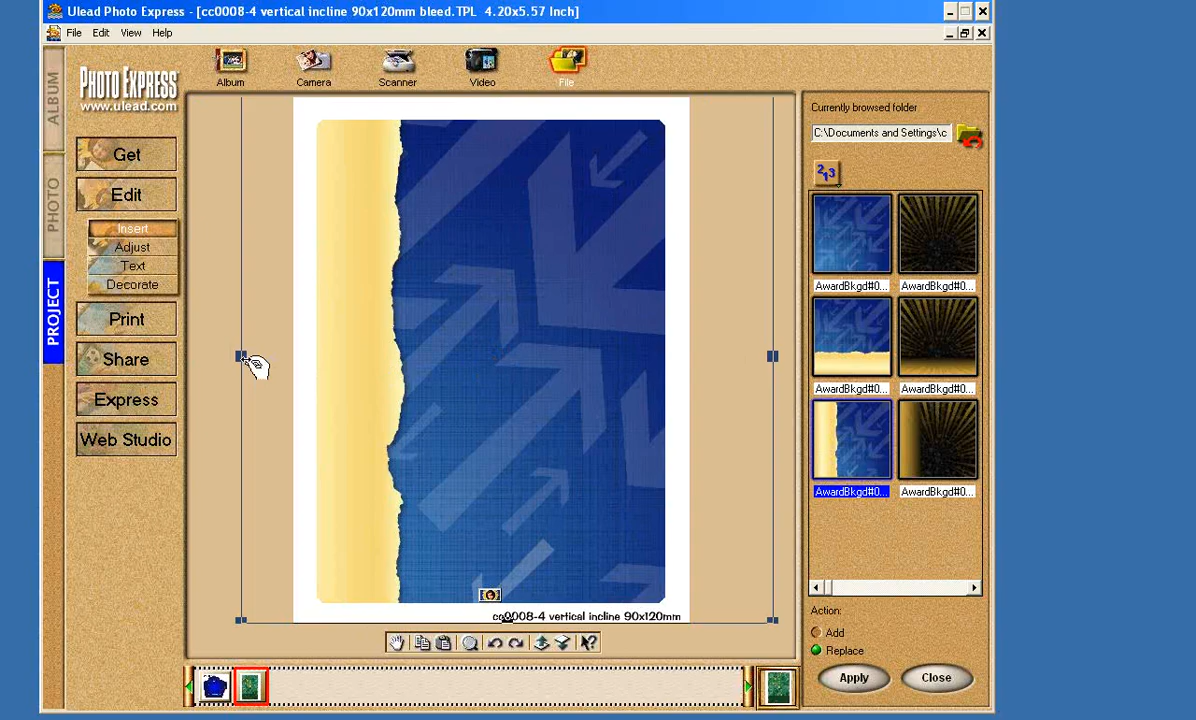 Ulead Photo Express - [cc0008-4 vertical incline 90x120mm bleed.TPL 4.20x5.57 Inch]
File Edit View Help
Album Camera Scanner Video File
ALBUM
PHOTO
PROJECT
PHOTO EXPRESS
www.ulead.com
Get
Edit
Insert
Adjust
Text
Decorate
Print
Share
Express
Web Studio
cc0008-4 vertical incline 90x120mm
Currently browsed folder
C:\Documents and Settings\c
2 1 3
AwardBkgd#0... AwardBkgd#0...
AwardBkgd#0... AwardBkgd#0...
AwardBkgd#0... AwardBkgd#0...
Action:
Add
Replace
Apply Close